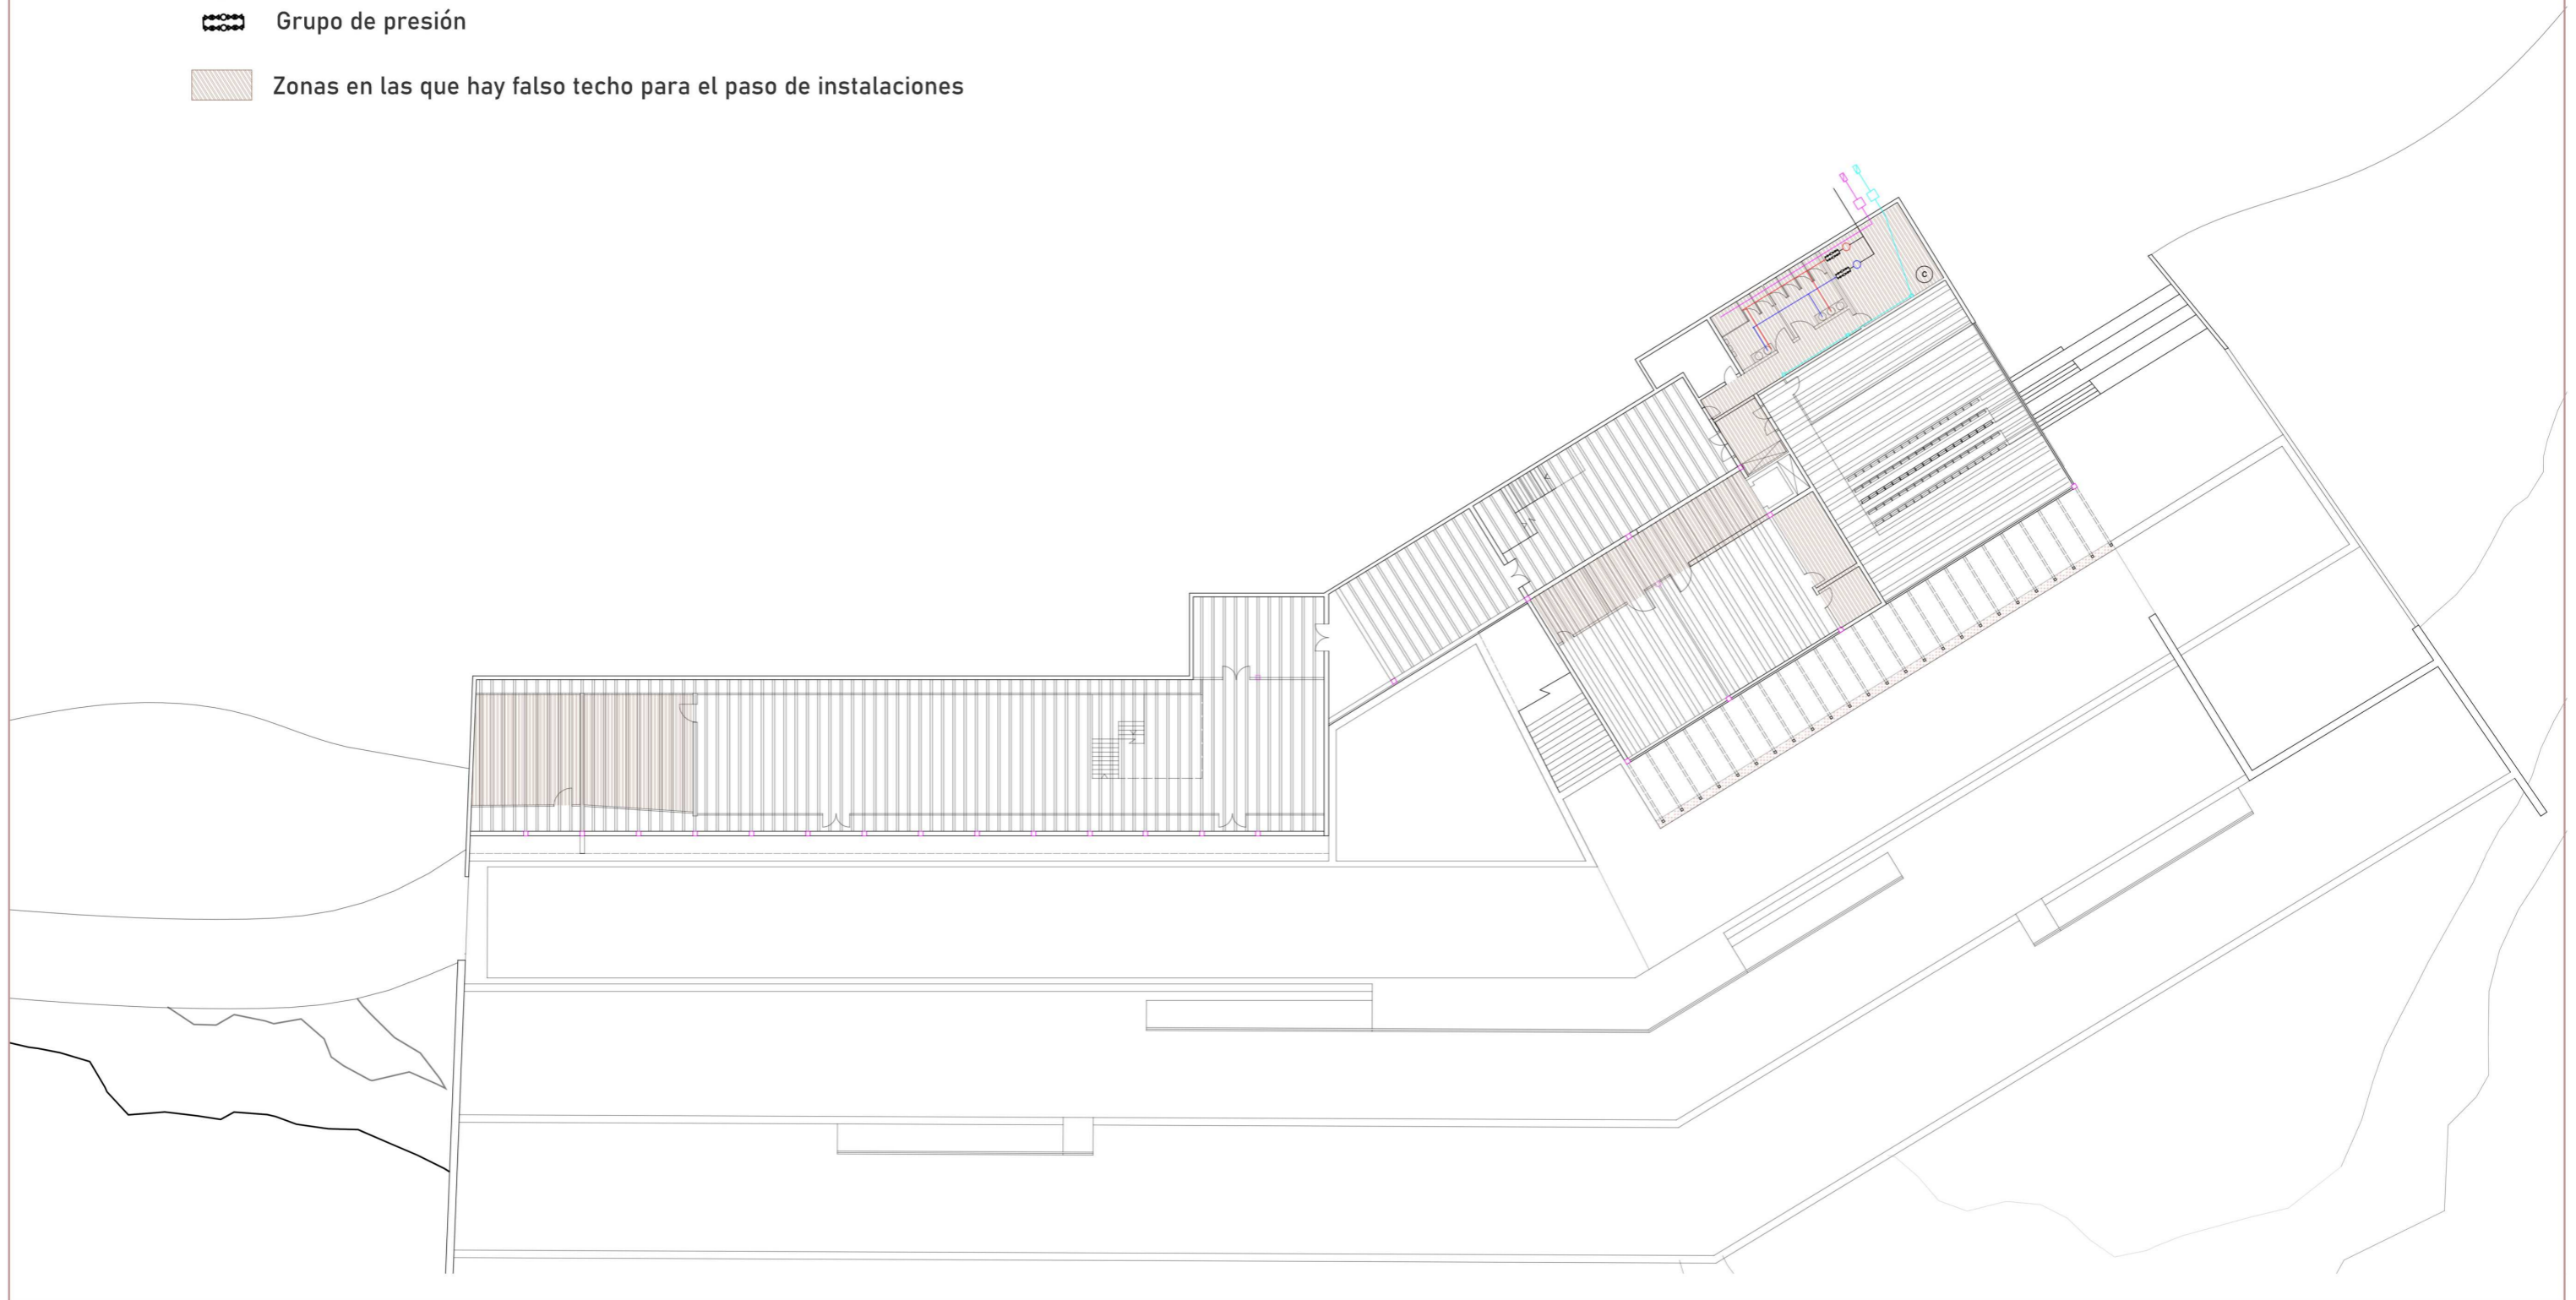 Grupo de presión
Zonas en las que hay falso techo para el paso de instalaciones
C